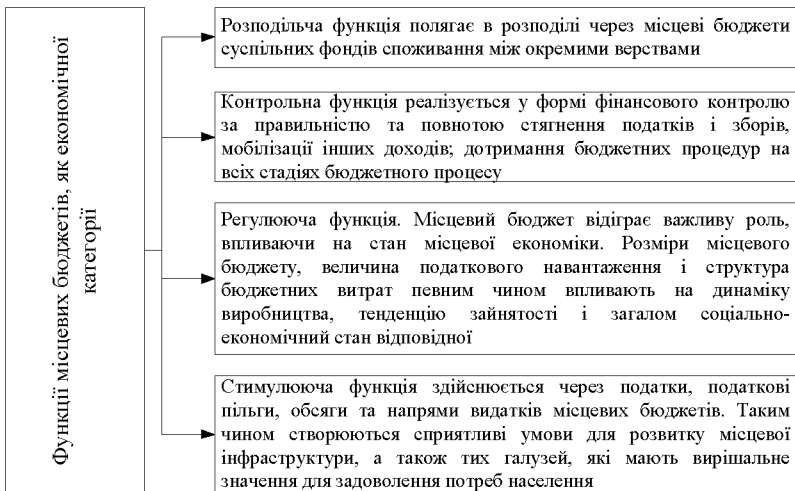 Функції місцевих бюджетів, як економічної
категорії
Розподільча функція полягає в розподілі через місцеві бюджети
суспільних фондів споживання між окремими верствами
Контрольна функція реалізується у формі фінансового контролю
за правильністю та повнотою стягнення податків і зборів,
мобілізації інших доходів; дотримання бюджетних процедур на
всіх стадіях бюджетного процесу
Регулююча функція. Місцевий бюджет відіграє важливу роль,
впливаючи на стан місцевої економіки. Розміри місцевого
бюджету, величина податкового навантаження і структура
бюджетних витрат певним чином впливають на динаміку
виробництва, тенденцію зайнятості і загалом соціально-
економічний стан відповідної
Стимулююча функція здійснюється через податки, податкові
пільги, обсяги та напрями видатків місцевих бюджетів. Таким
чином створюються сприятливі умови для розвитку місцевої
інфраструктури, а також тих галузей, які мають вирішальне
значення для задоволення потреб населення